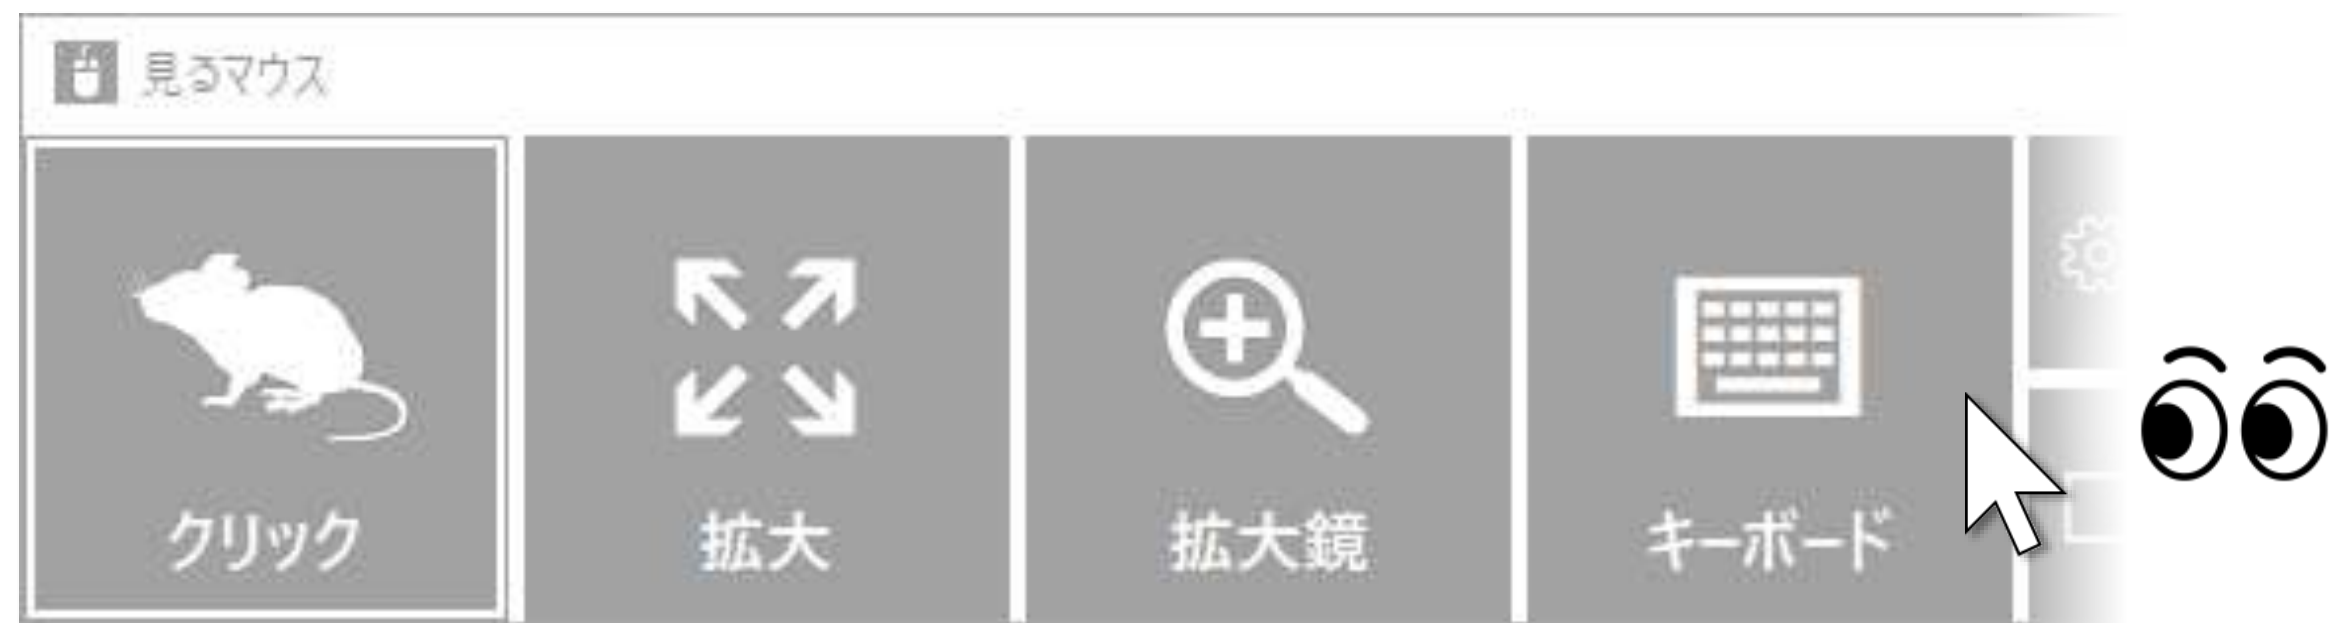 見るマウス
クリック
拡大
拡大鏡
キーボード